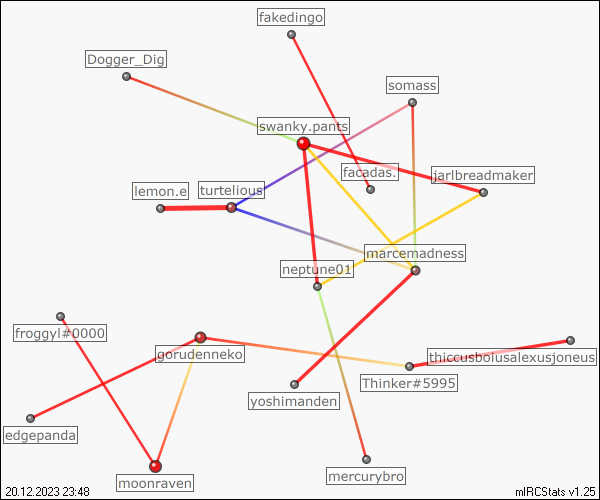 fakedingo
Dogger_Dig
somass
swanky.pants
facadas.
jarlbreadmaker
lemon.e
turtelious
marcemadness
neptune01
froggyl#0000
gorudenneko
thiccusboiusalexusjoneus
Thinker#5995
yoshimanden
edgepanda
moonraven
mercurybro
20.12.2023 23:48
mIRCStats v1.25